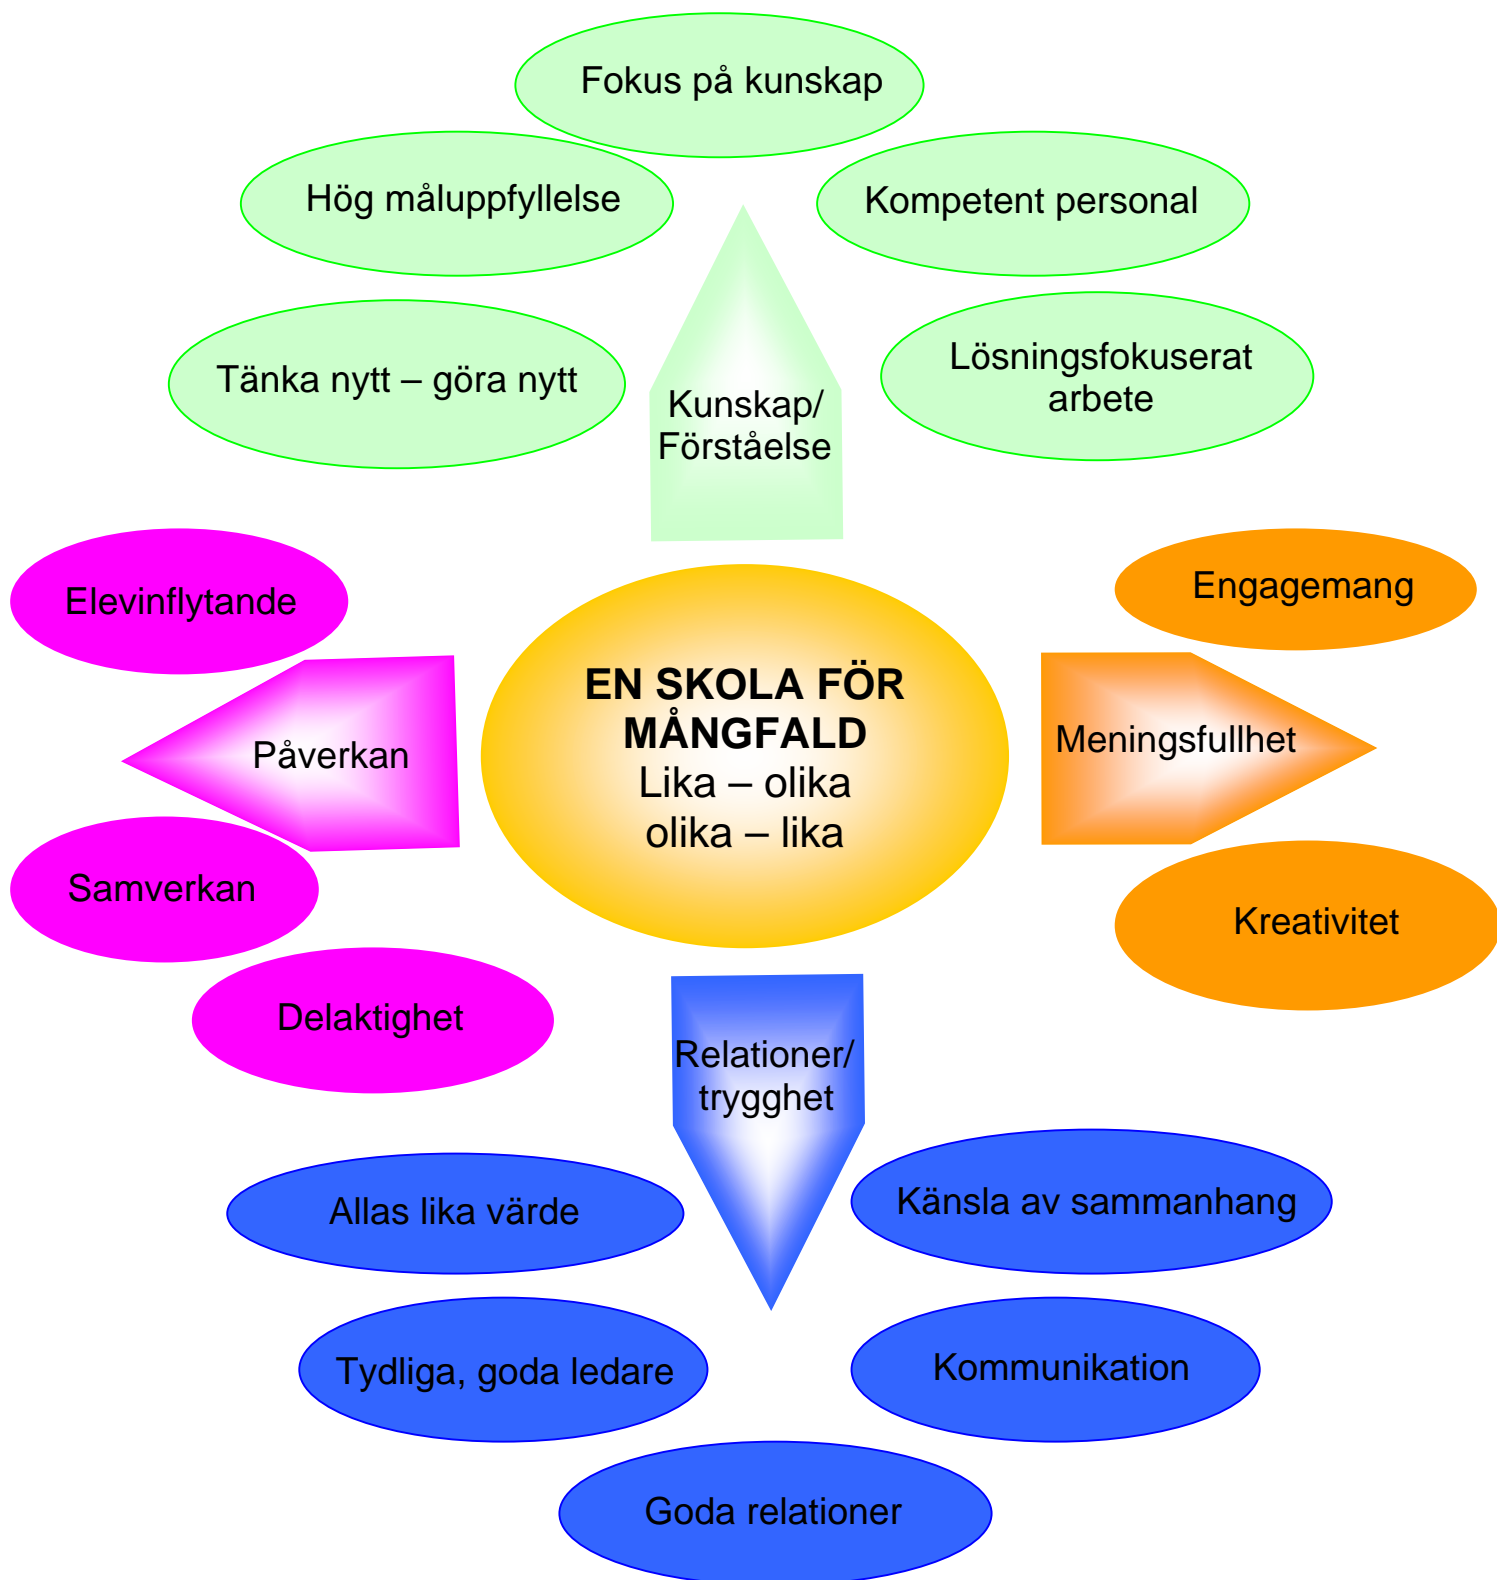 Fokus på kunskap
Hög måluppfyllelse
Kompetent personal
Tänka nytt – göra nytt
Lösningsfokuserat
arbete
Kunskap/
Förståelse
Elevinflytande
Engagemang
EN SKOLA FÖR
MÅNGFALD
Lika – olika
olika – lika
Påverkan
Meningsfullhet
Samverkan
Kreativitet
Delaktighet
Relationer/
trygghet
Allas lika värde
Känsla av sammanhang
Tydliga, goda ledare
Kommunikation
Goda relationer